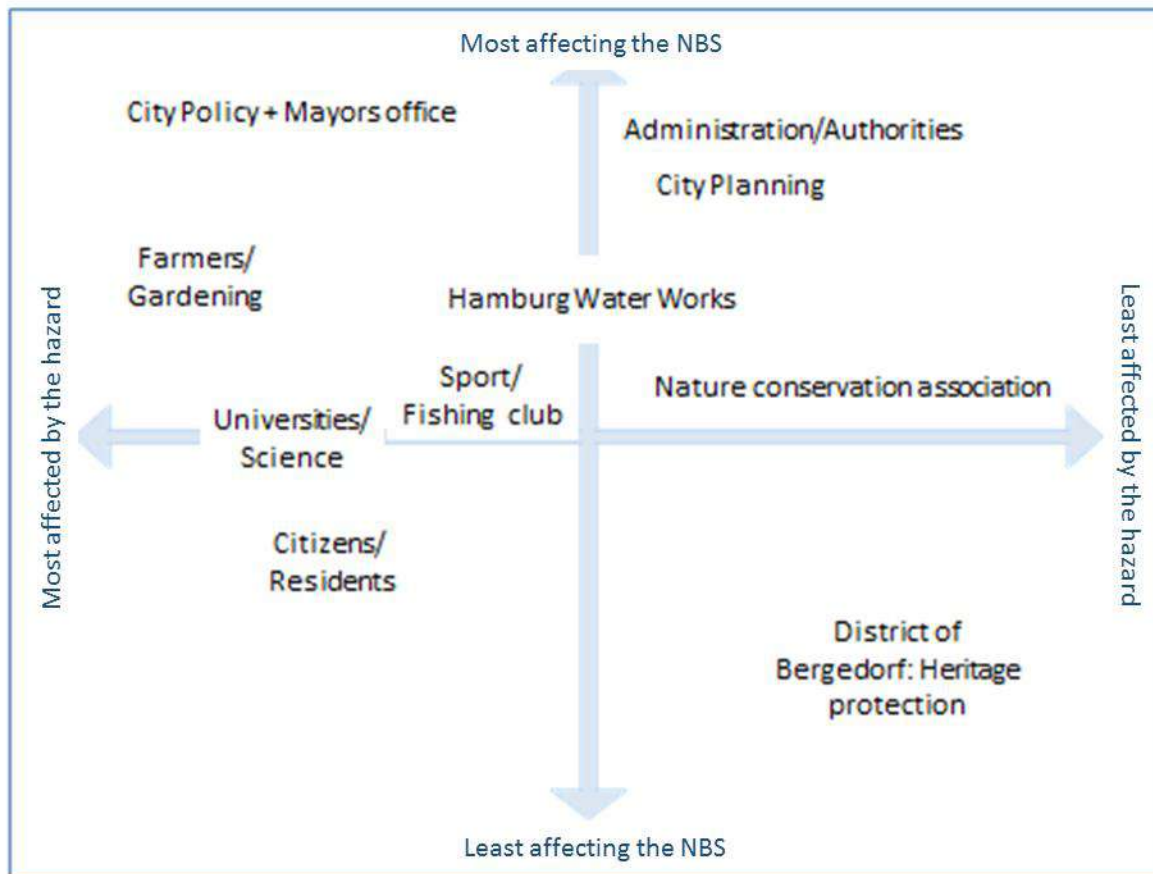 Most affecting the NBS
City Policy + Mayors office
Administration/Authorities
City Planning
Farmers/
Gardening
Hamburg Water Works
Most affected by the hazard
Least affected by the hazard
Sport/
Fishing club
Nature conservation association
Universities/
Science
Citizens/
Residents
District of
Bergedorf: Heritage
protection
Least affecting the NBS